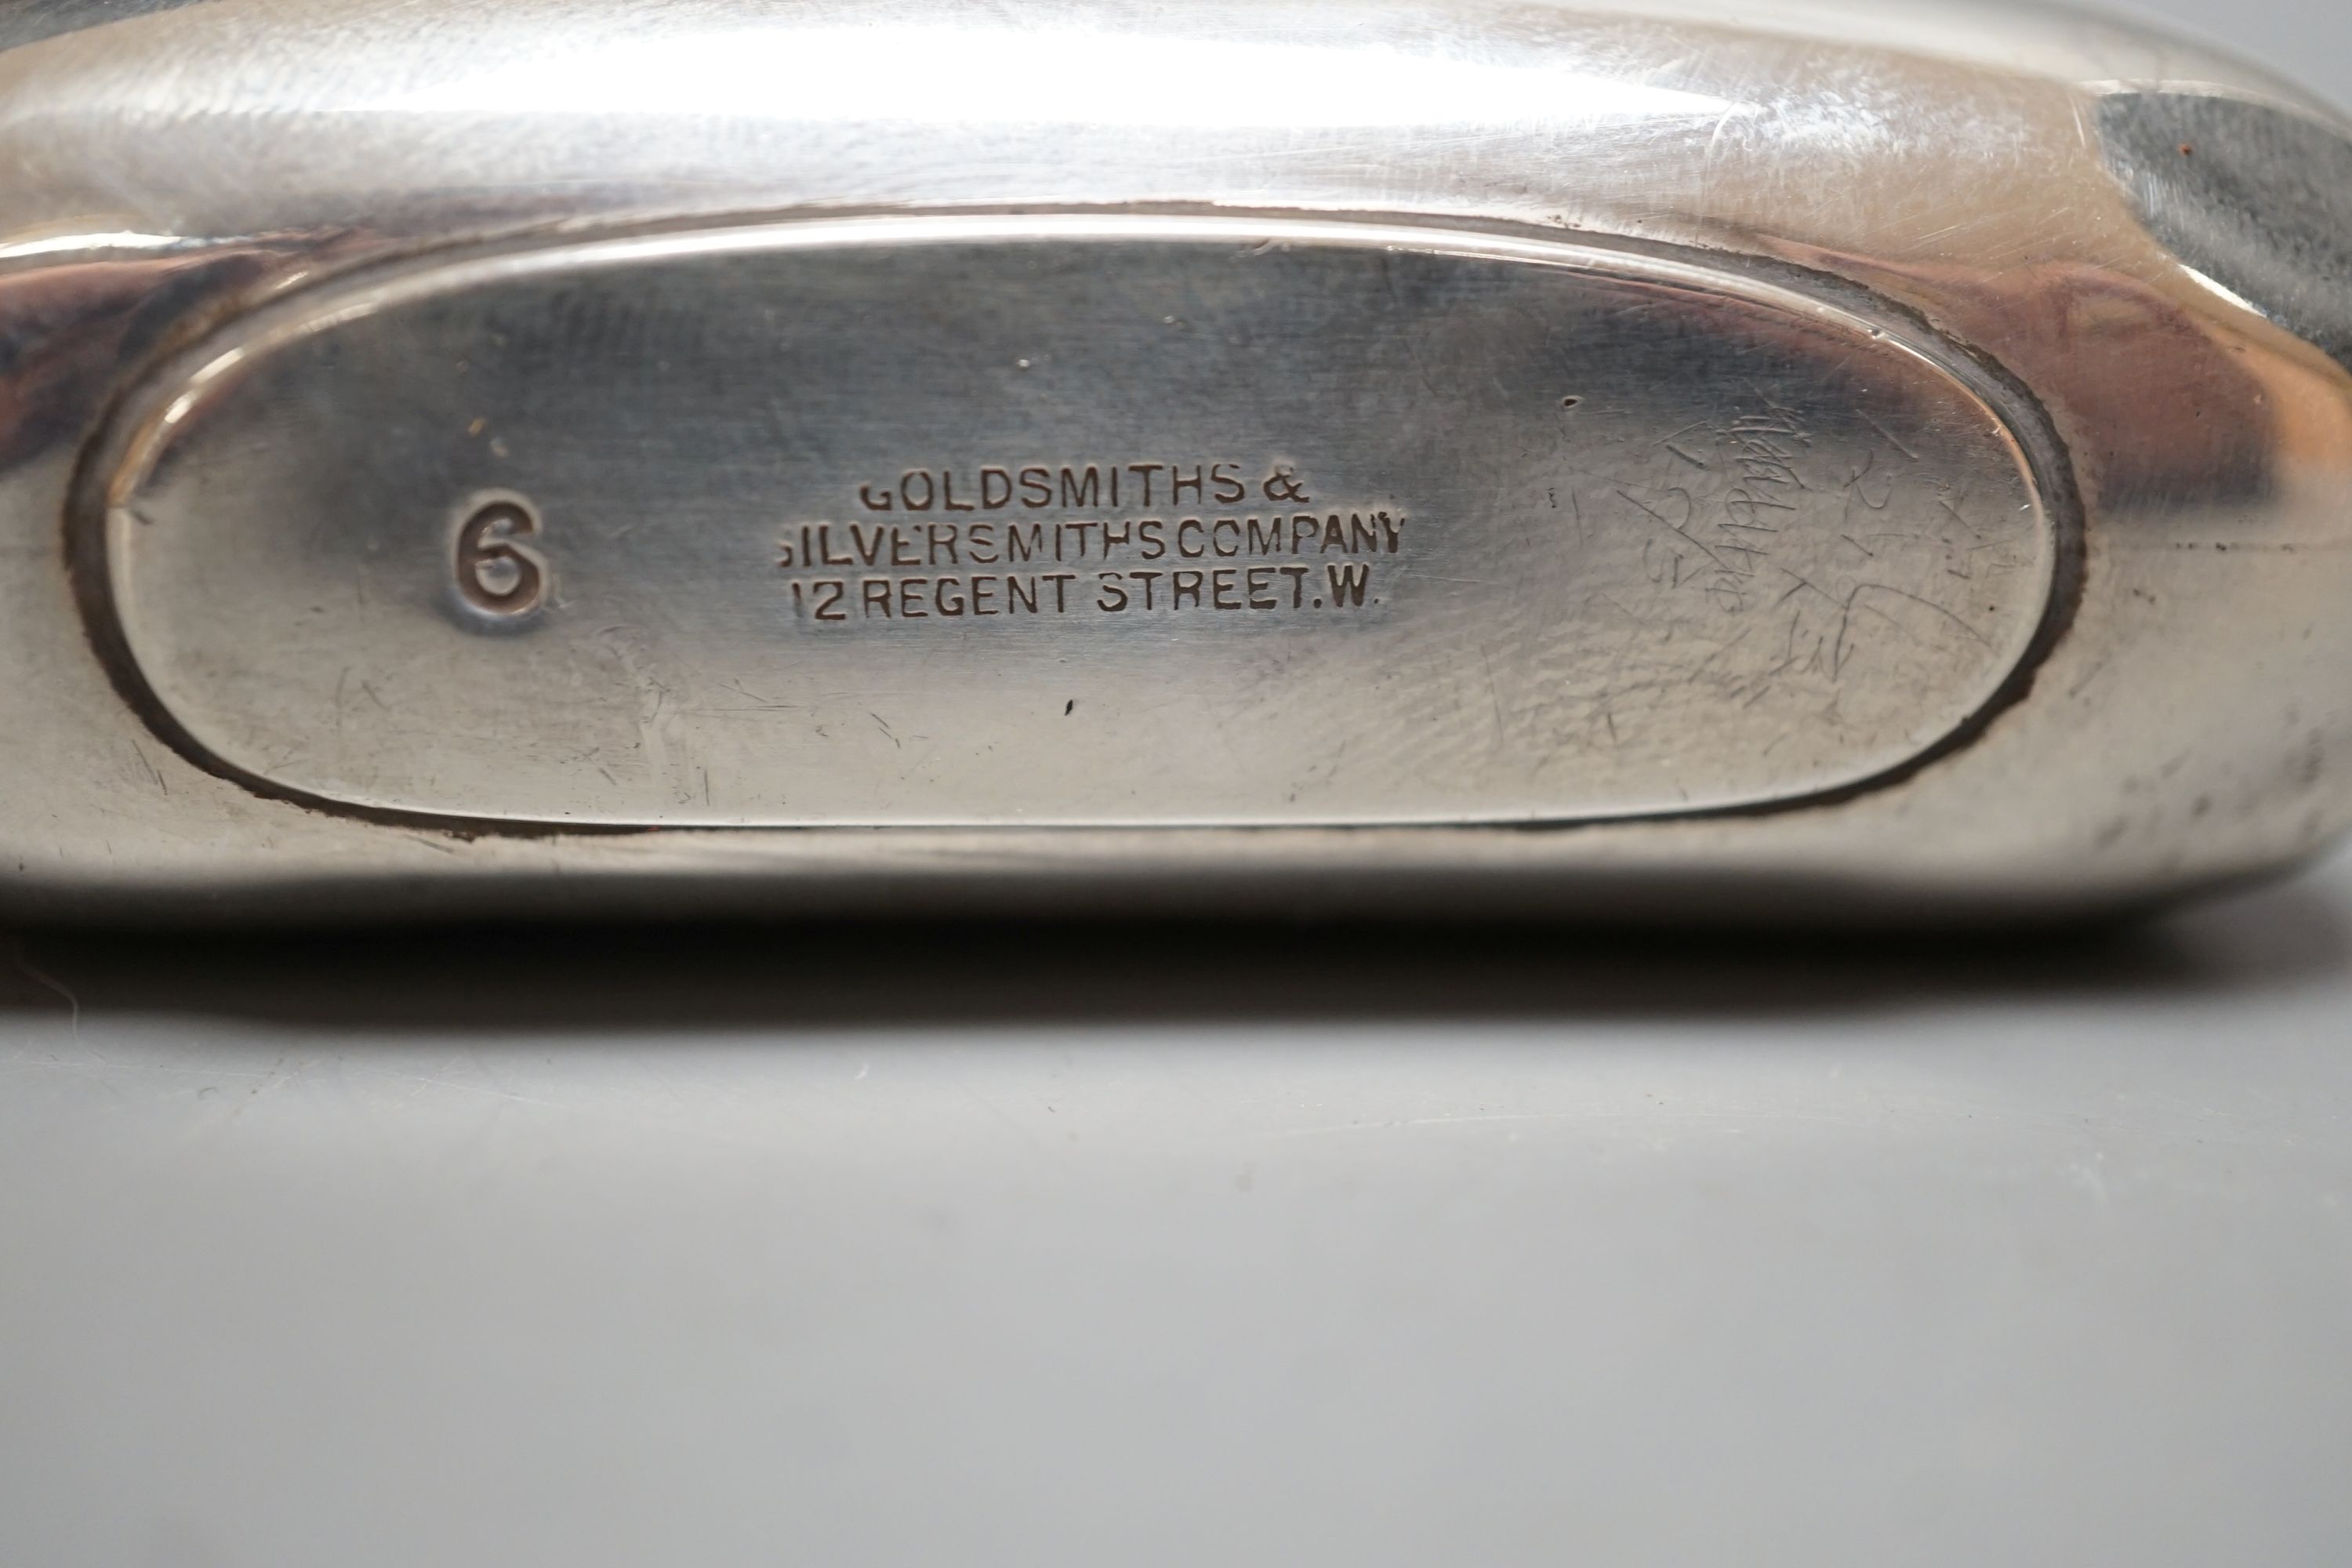 6
GOLDSMITHS &
SILVERSMITHS COMPANY
12 REGENT STREET.W.